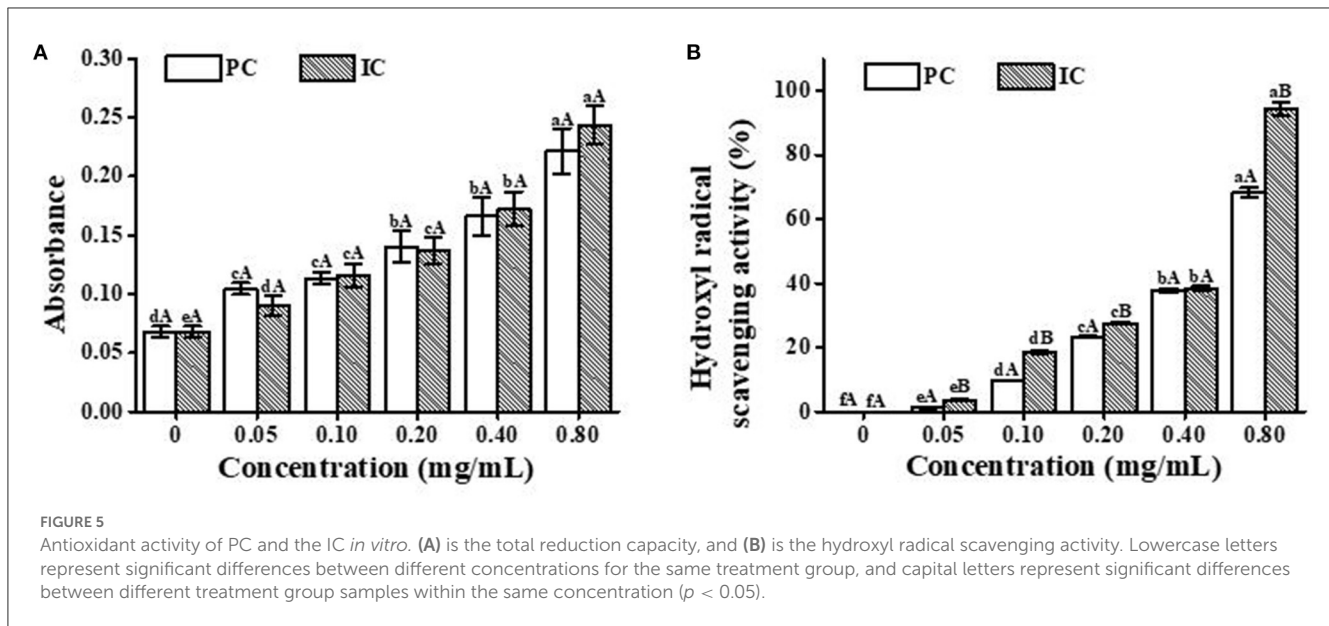 A
PC IC
Absorbance
0.30
0.25
0.20
0.15
0.10
0.05
0.00
dA eA
cA dA
cA cA
bA cA
bA bA
aA aA
0 0.05 0.10 0.20 0.40 0.80
Concentration (mg/mL)
B
PC IC
Hydroxyl radical
scavenging activity (%)
100
80
60
40
20
0
fA fA
eA eB
dA dB
cA cB
bA bA
aA aB
0 0.05 0.10 0.20 0.40 0.80
Concentration (mg/mL)
FIGURE 5
Antioxidant activity of PC and the IC in vitro. (A) is the total reduction capacity, and (B) is the hydroxyl radical scavenging activity. Lowercase letters
represent significant differences between different concentrations for the same treatment group, and capital letters represent significant differences
between different treatment group samples within the same concentration (p < 0.05).